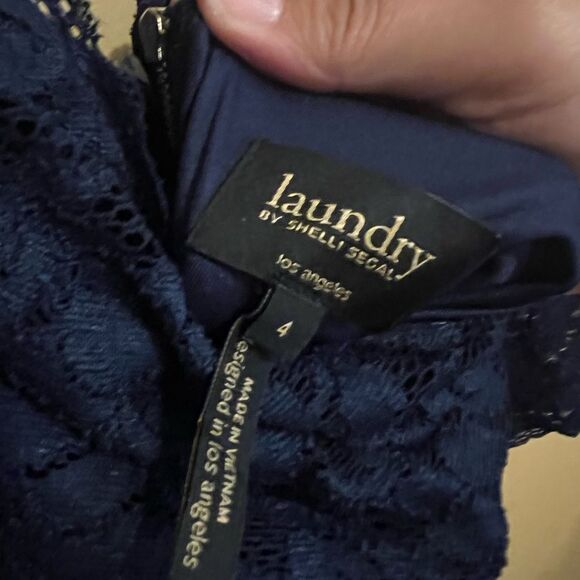 laundry
BY SHELLI SEGAL
los angeles
4
MADE IN VIETNAM
designed in los angeles